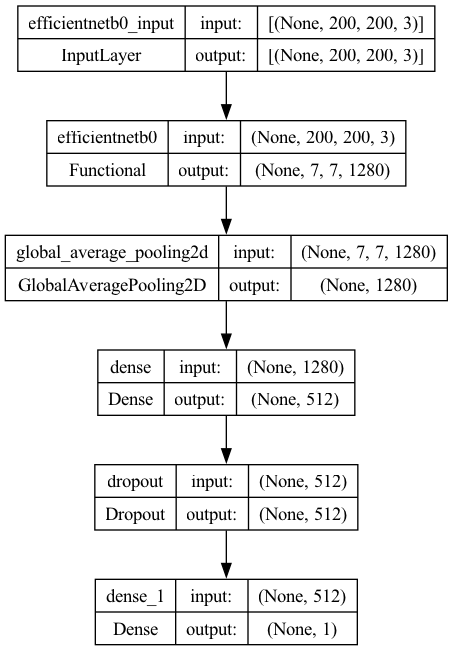 efficientnetb0_input input: [(None, 200, 200, 3)]
InputLayer output: [(None, 200, 200, 3)]
efficientnetb0 input: (None, 200, 200, 3)
Functional output: (None, 7, 7, 1280)
global_average_pooling2d input: (None, 7, 7, 1280)
GlobalAveragePooling2D output: (None, 1280)
dense input: (None, 1280)
Dense output: (None, 512)
dropout input: (None, 512)
Dropout output: (None, 512)
dense_1 input: (None, 512)
Dense output: (None, 1)